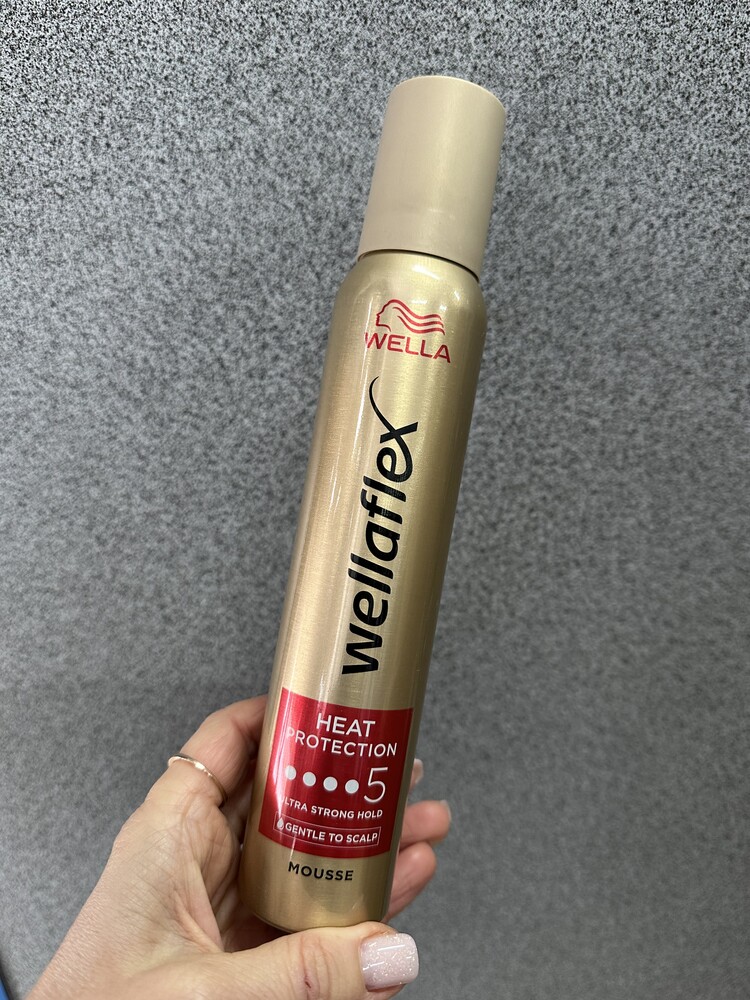 WELLA
wellaflex
HEAT
PROTECTION
5
ULTRA STRONG HOLD
GENTLE TO SCALP
MOUSSE